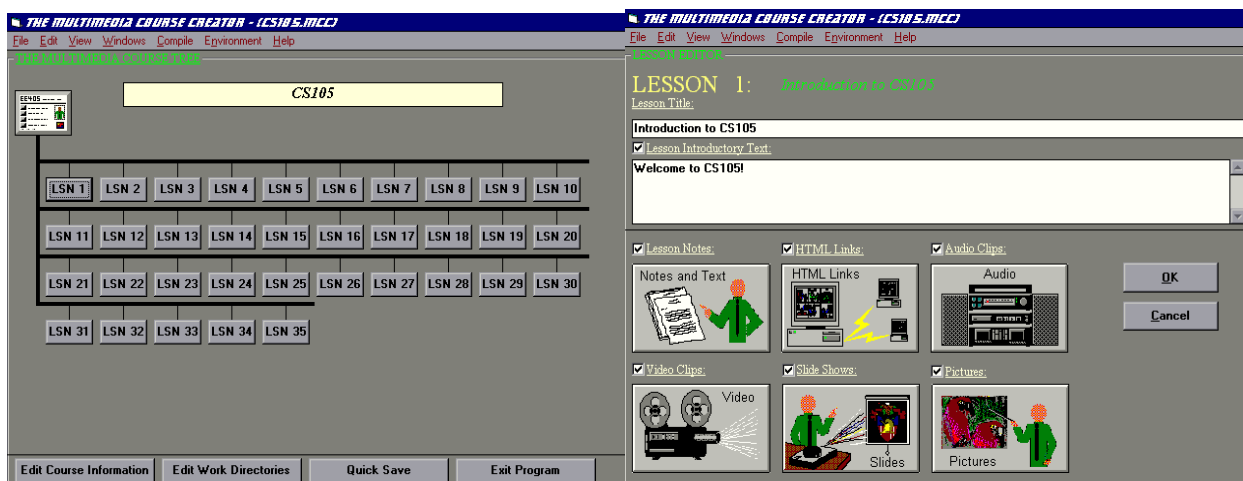 THE MULTIMEDIA COURSE CREATOR - (CS105.MCC)
File Edit View Windows Compile Environment Help
THE MULTIMEDIA COURSE TREE
CS105
EE405
LSN 1 LSN 2 LSN 3 LSN 4 LSN 5 LSN 6 LSN 7 LSN 8 LSN 9 LSN 10
LSN 11 LSN 12 LSN 13 LSN 14 LSN 15 LSN 16 LSN 17 LSN 18 LSN 19 LSN 20
LSN 21 LSN 22 LSN 23 LSN 24 LSN 25 LSN 26 LSN 27 LSN 28 LSN 29 LSN 30
LSN 31 LSN 32 LSN 33 LSN 34 LSN 35
Edit Course Information Edit Work Directories Quick Save Exit Program
THE MULTIMEDIA COURSE CREATOR - (CS105.MCC)
File Edit View Windows Compile Environment Help
LESSON EDITOR
LESSON 1: Introduction to CS105
Lesson Title:
Introduction to CS105
Lesson Introductory Text:
Welcome to CS105!
Lesson Notes: HTML Links: Audio Clips:
Notes and Text HTML Links Audio
OK
Cancel
Video Clips: Slide Shows: Pictures:
Video
Slides Pictures